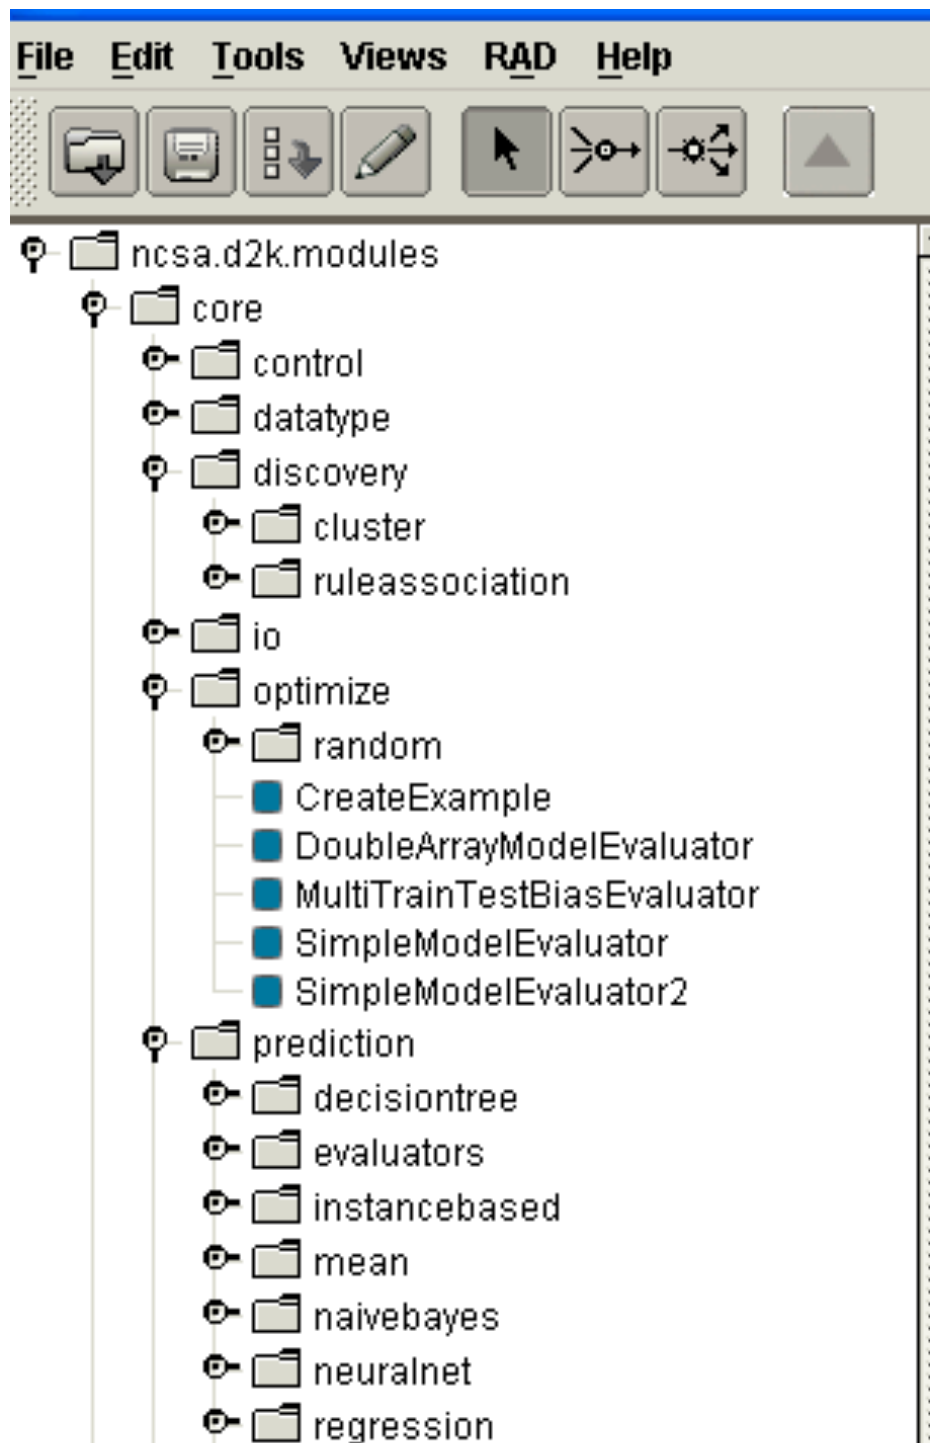 File Edit Tools Views RAD Help
ncsa.d2k.modules
core
control
datatype
discovery
cluster
ruleassociation
io
optimize
random
CreateExample
DoubleArrayModelEvaluator
MultiTrainTestBiasEvaluator
SimpleModelEvaluator
SimpleModelEvaluator2
prediction
decisiontree
evaluators
instancebased
mean
naivebayes
neuralnet
regression